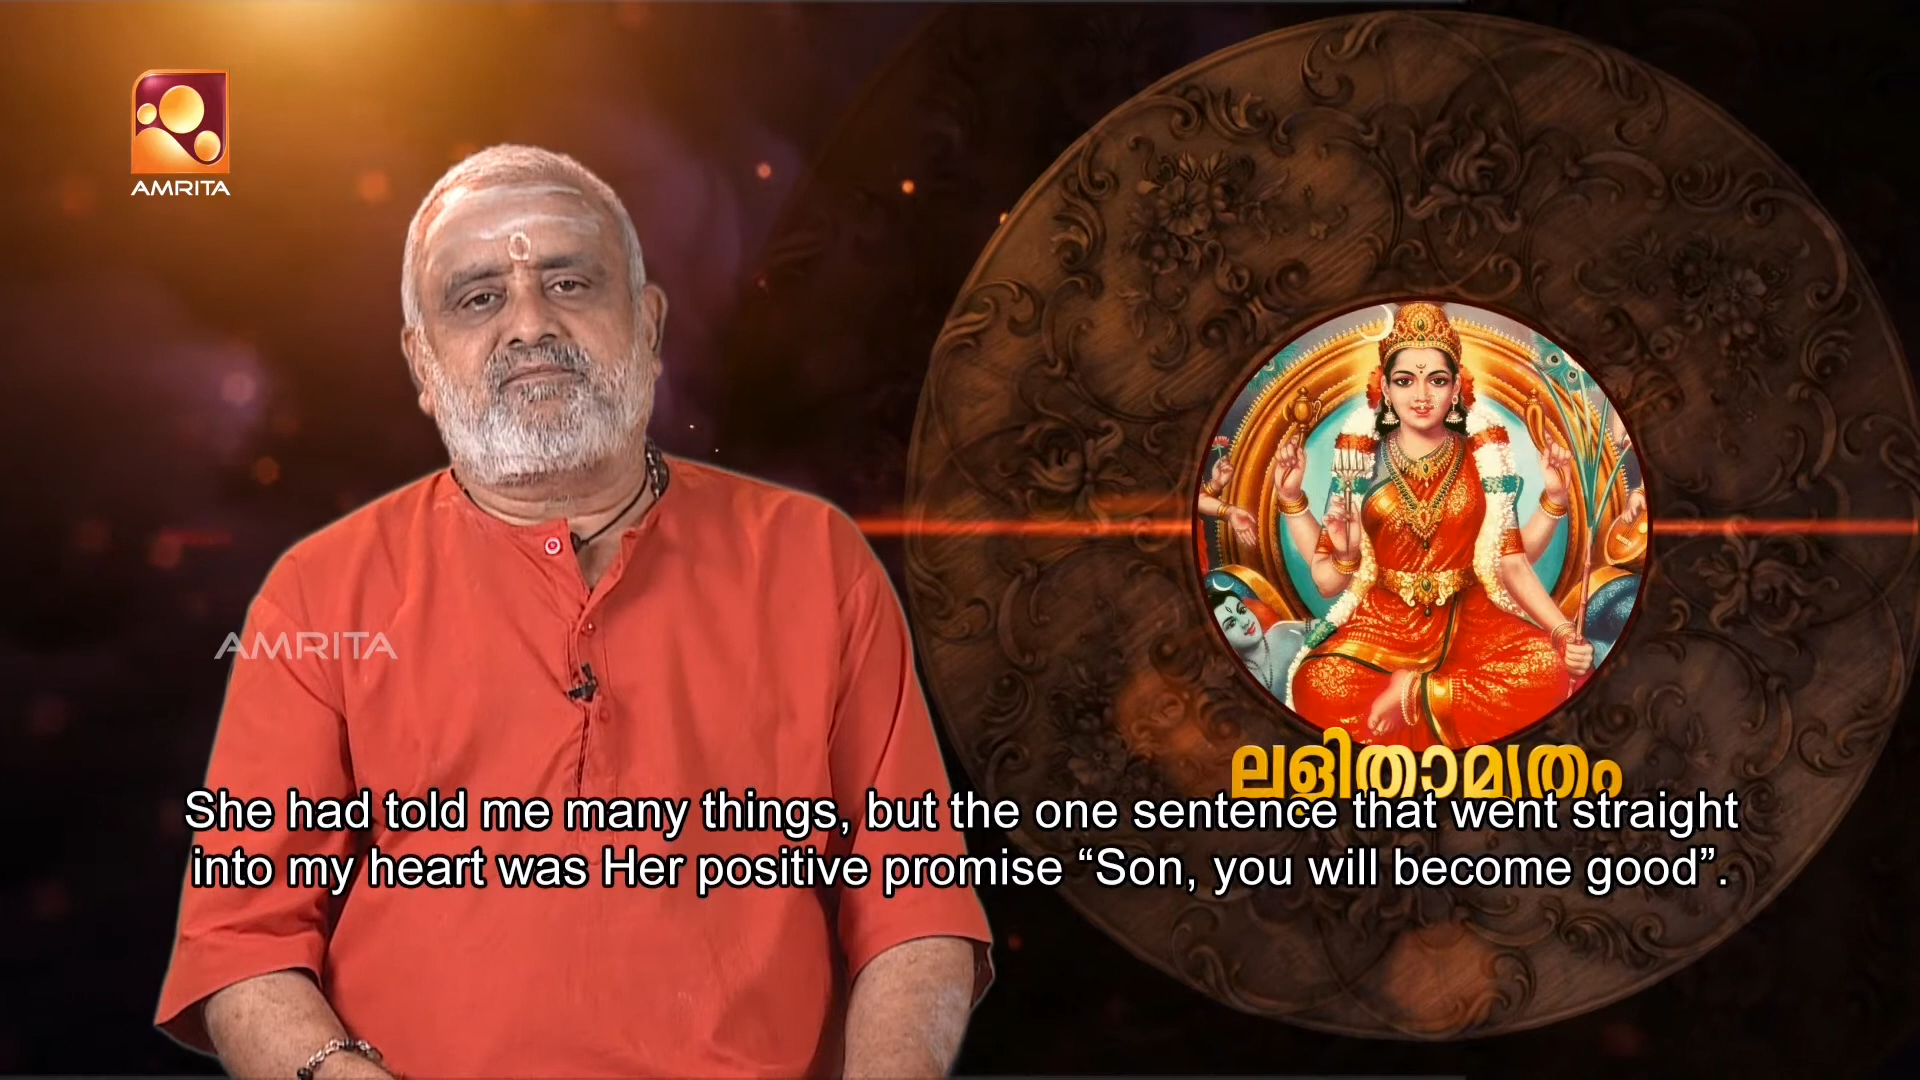 AMRITA
AMRITA
ലളിതാമൃതം
She had told me many things, but the one sentence that went straight
into my heart was Her positive promise “Son, you will become good”.